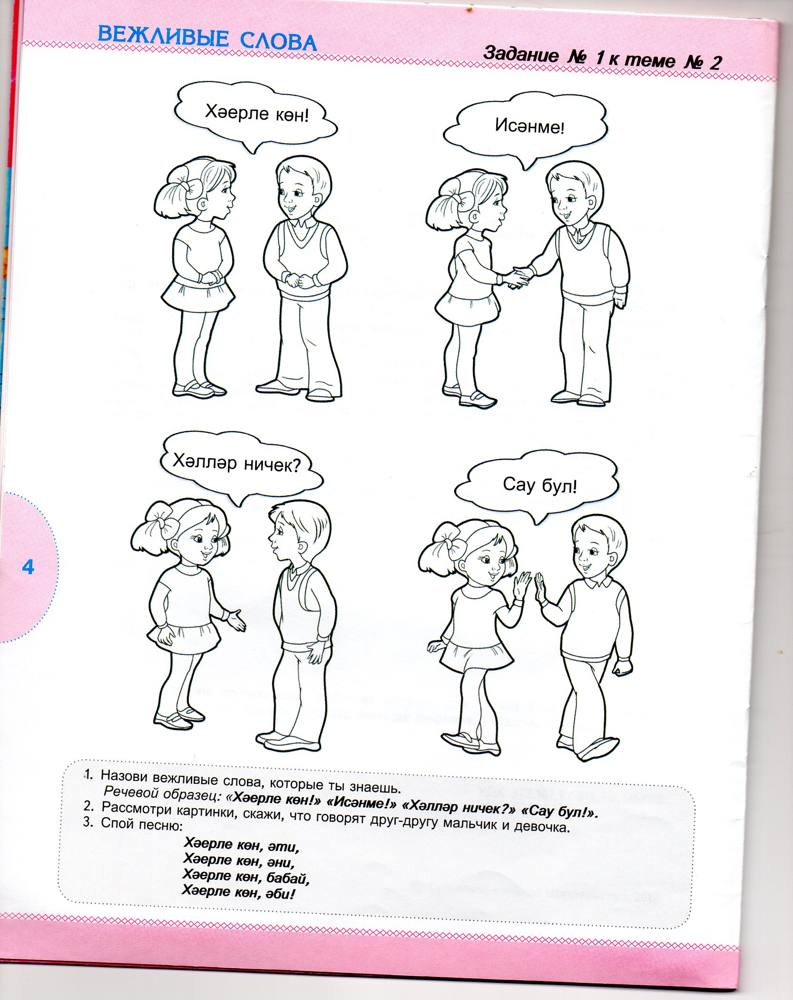 ВЕЖЛИВЫЕ СЛОВА
Задание № 1 к теме № 2
Хәерле көн!
Исәнме!
Хәлләр ничек?
Сау бул!
4
1. Назови вежливые слова, которые ты знаешь.
Речевой образец: «Хәерле көн!» «Исәнме!» «Хәлләр ничек?» «Сау бул!».
2. Рассмотри картинки, скажи, что говорят друг-другу мальчик и девочка.
3. Спой песню:
Хәерле көн, әти,
Хәерле көн, әни,
Хәерле көн, бабай,
Хәерле көн, әби!